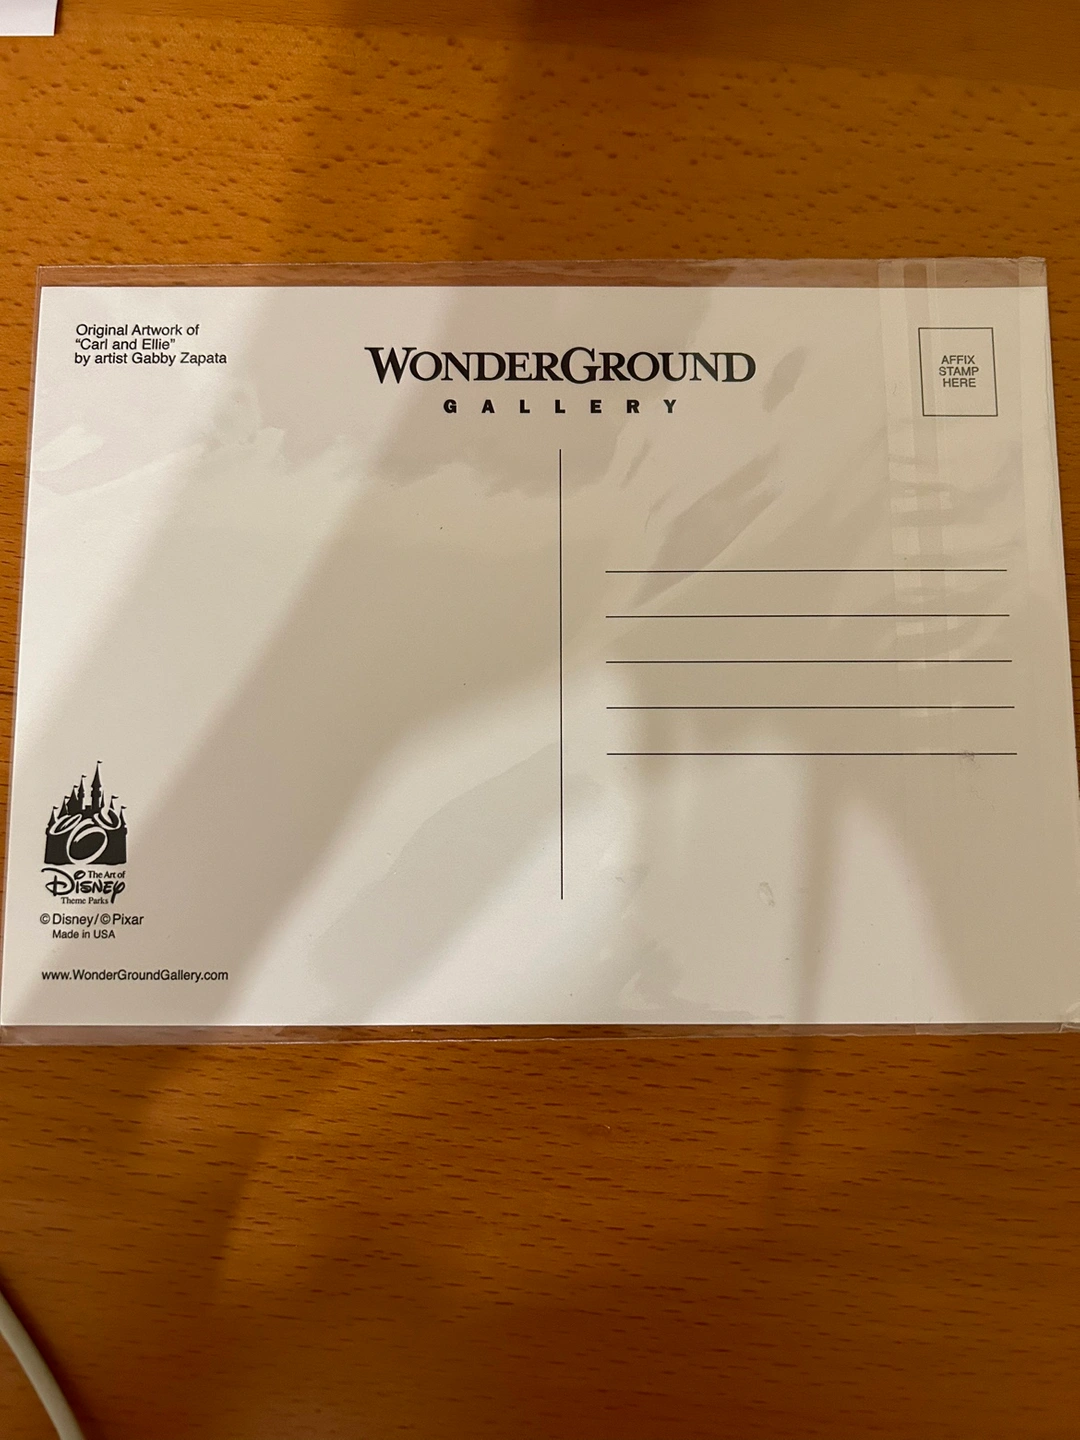 Original Artwork of
"Carl and Ellie"
by artist Gabby Zapata
WONDERGROUND
GALLERY
AFFIX
STAMP
HERE
The Art of
DISNEY
Theme Parks
©Disney/©Pixar
Made in USA
www.WonderGroundGallery.com